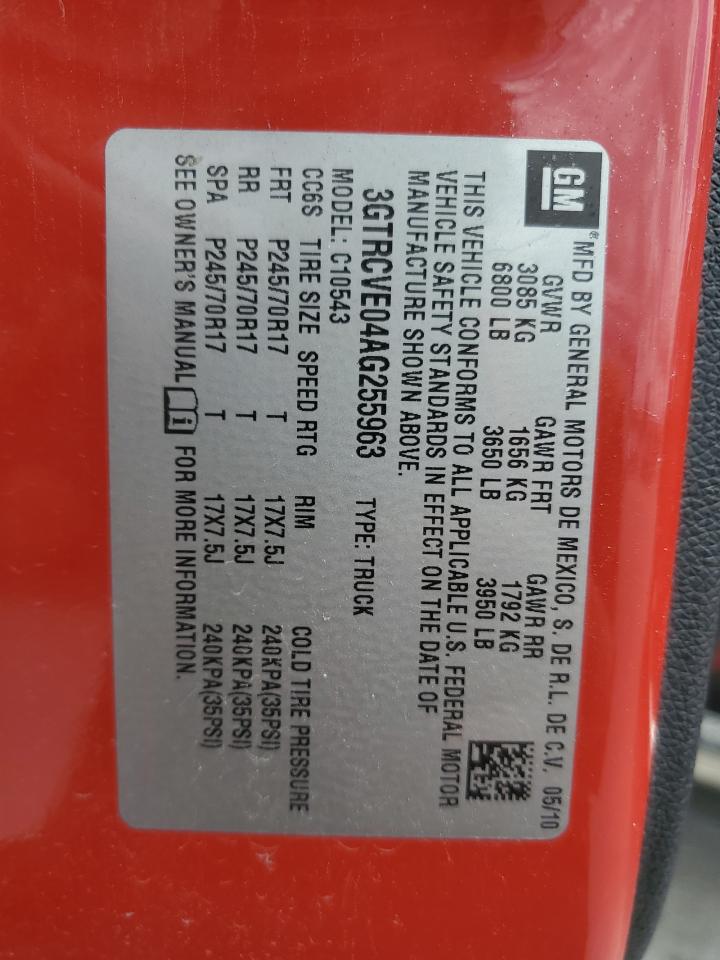 GM
®MFD BY GENERAL MOTORS DE MEXICO, S. DE R.L. DE C.V. 05/10
GVWR GAWR FRT GAWR RR
3085 KG 1656 KG 1792 KG
6800 LB 3650 LB 3950 LB
THIS VEHICLE CONFORMS TO ALL APPLICABLE U.S. FEDERAL MOTOR
VEHICLE SAFETY STANDARDS IN EFFECT ON THE DATE OF
MANUFACTURE SHOWN ABOVE.
3GTRCVE04AG255963 TYPE: TRUCK
MODEL: C10543
CC6S TIRE SIZE SPEED RTG RIM COLD TIRE PRESSURE
FRT P245/70R17 T 17X7.5J 240KPA(35PSI)
RR P245/70R17 T 17X7.5J 240KPA(35PSI)
SPA P245/70R17 T 17X7.5J 240KPA(35PSI)
SEE OWNER'S MANUAL i FOR MORE INFORMATION.